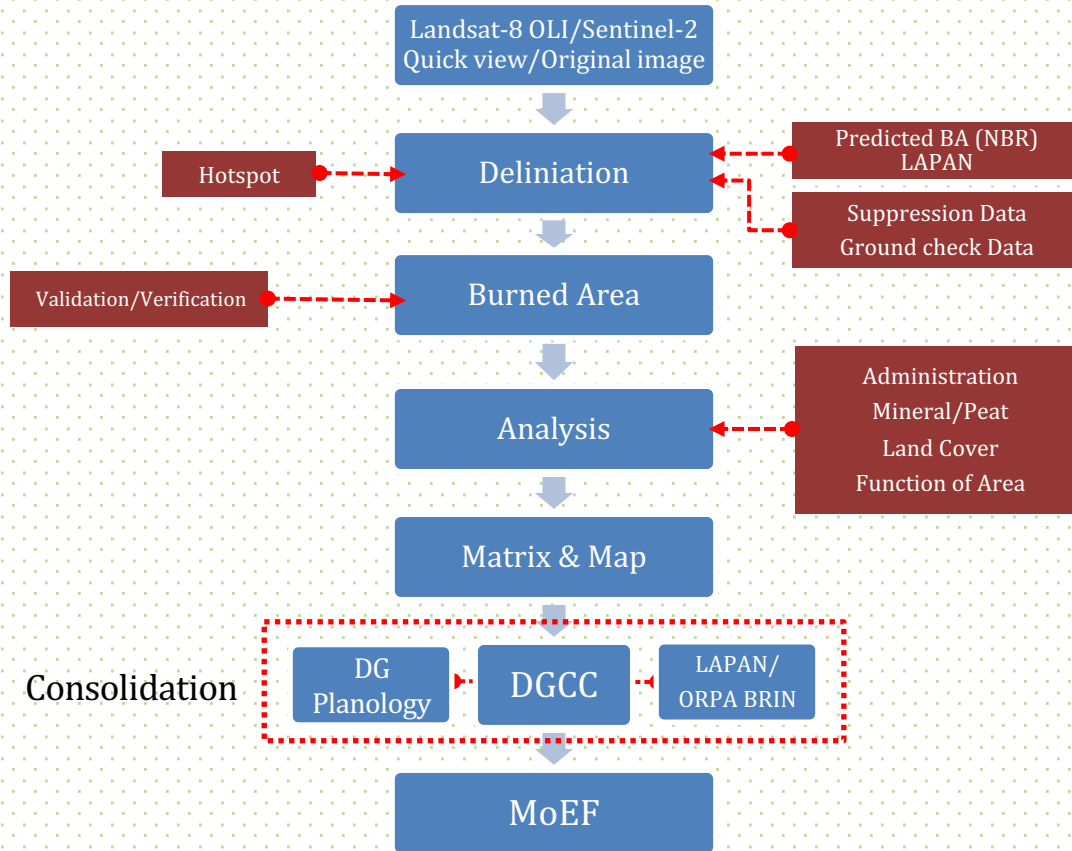 Landsat-8 OLI/Sentinel-2
Quick view/Original image
Predicted BA (NBR)
LAPAN
Hotspot
Deliniation
Suppression Data
Ground check Data
Validation/Verification
Burned Area
Administration
Mineral/Peat
Land Cover
Function of Area
Analysis
Matrix & Map
Consolidation
DG
Planology
DGCC
LAPAN/
ORPA BRIN
MoEF